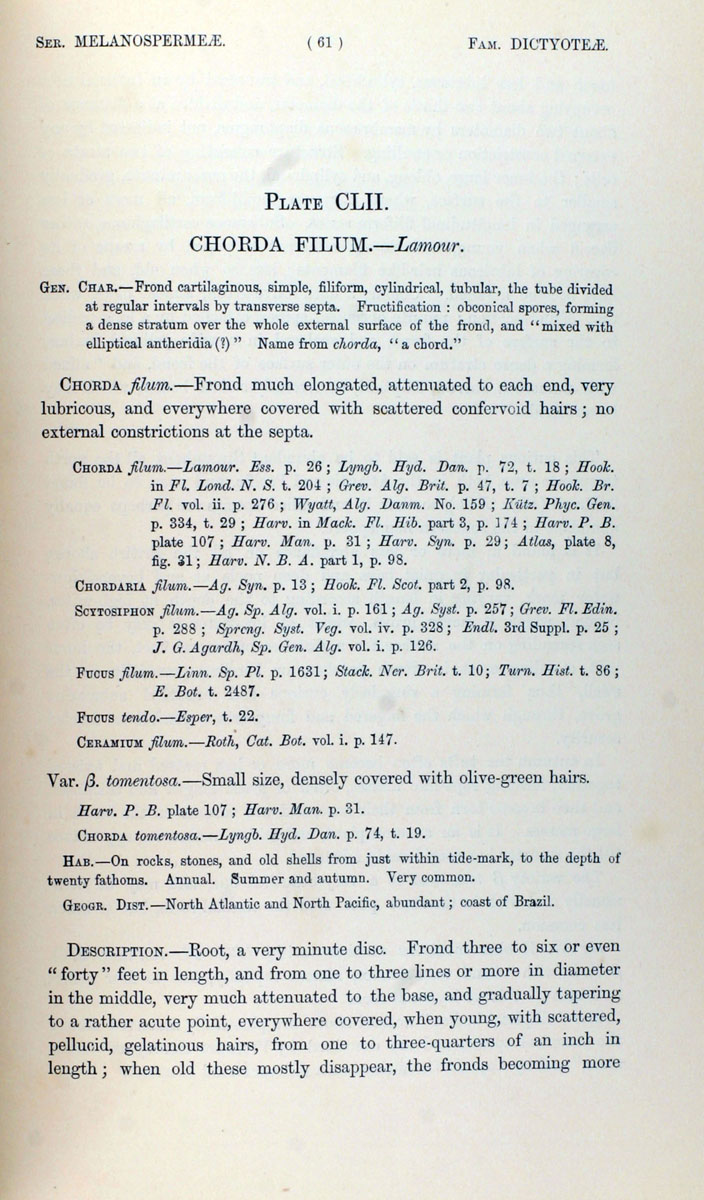 Ser. MELANOSPERMEÆ. ( 61 ) Fam. DICTYOTEÆ.
Plate CLII.
CHORDA FILUM.—Lamour.
Gen. Char.—Frond cartilaginous, simple, filiform, cylindrical, tubular, the tube divided
at regular intervals by transverse septa. Fructification : obconical spores, forming
a dense stratum over the whole external surface of the frond, and “mixed with
elliptical antheridia (?) ” Name from chorda, “a chord.”
Chorda filum.—Frond much elongated, attenuated to each end, very
lubricous, and everywhere covered with scattered confervoid hairs ; no
external constrictions at the septa.
Chorda filum.—Lamour. Ess. p. 26 ; Lyngb. Hyd. Dan. p. 72, t. 18 ; Hook.
in Fl. Lond. N. S. t. 204 ; Grev. Alg. Brit. p. 47, t. 7 ; Hook. Br.
Fl. vol. ii. p. 276 ; Wyatt, Alg. Danm. No. 159 ; Kütz. Phyc. Gen.
p. 334, t. 29 ; Harv. in Mack. Fl. Hib. part 3, p. 174 ; Harv. P. B.
plate 107 ; Harv. Man. p. 31 ; Harv. Syn. p. 29 ; Atlas, plate 8,
fig. 31 ; Harv. N. B. A. part 1, p. 98.
Chordaria filum.—Ag. Syn. p. 13 ; Hook. Fl. Scot. part 2, p. 98.
Scytosiphon filum.—Ag. Sp. Alg. vol. i. p. 161 ; Ag. Syst. p. 257 ; Grev. Fl. Edin.
p. 288 ; Spreng. Syst. Veg. vol. iv. p. 328 ; Endl. 3rd Suppl. p. 25 ;
J. G. Agardh, Sp. Gen. Alg. vol. i. p. 126.
Fucus filum.—Linn. Sp. Pl. p. 1631 ; Stack. Ner. Brit. t. 10 ; Turn. Hist. t. 86 ;
E. Bot. t. 2487.
Fucus tendo.—Esper, t. 22.
Ceramium filum.—Roth, Cat. Bot. vol. i. p. 147.
Var. β. tomentosa.—Small size, densely covered with olive-green hairs.
Harv. P. B. plate 107 ; Harv. Man. p. 31.
Chorda tomentosa.—Lyngb. Hyd. Dan. p. 74, t. 19.
Hab.—On rocks, stones, and old shells from just within tide-mark, to the depth of
twenty fathoms. Annual. Summer and autumn. Very common.
Geogr. Dist.—North Atlantic and North Pacific, abundant ; coast of Brazil.
Description.—Root, a very minute disc. Frond three to six or even
“forty” feet in length, and from one to three lines or more in diameter
in the middle, very much attenuated to the base, and gradually tapering
to a rather acute point, everywhere covered, when young, with scattered,
pellucid, gelatinous hairs, from one to three-quarters of an inch in
length ; when old these mostly disappear, the fronds becoming more